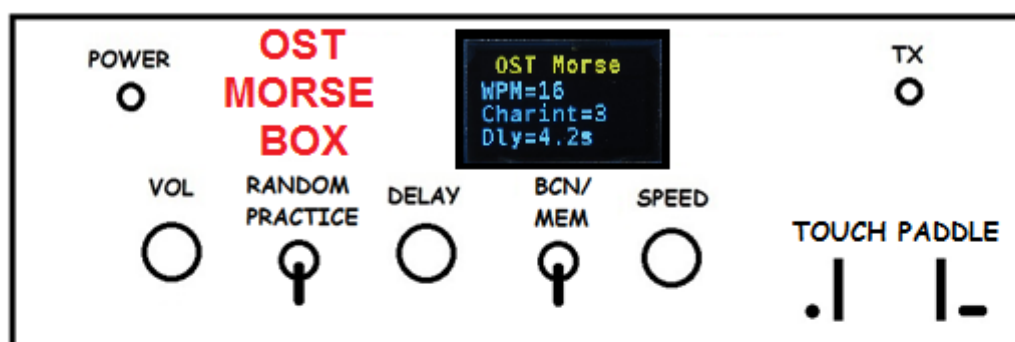 POWER
OST
MORSE
BOX
OST Morse
WPM=16
Charint=3
Dly=4.2s
TX
VOL
RANDOM
PRACTICE
DELAY
BCN/
MEM
SPEED
TOUCH PADDLE
.| |-